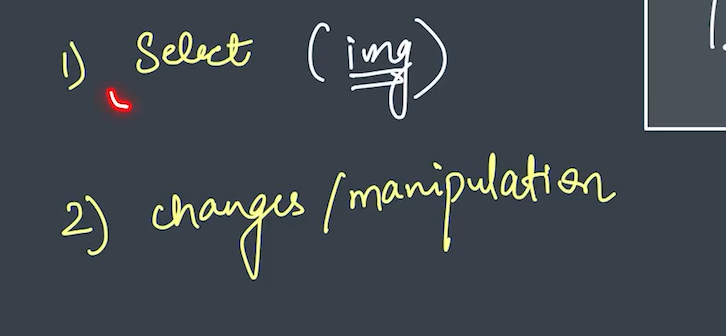 1) Select (img)
2) changes/manipulation